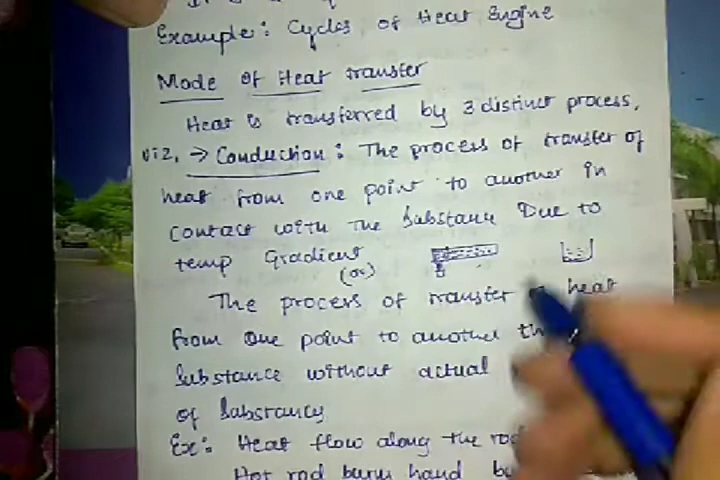 Example: Cycles of Heat Engine
Mode of Heat transfer
Heat is transferred by 3 distinct process,
viz, → Conduction : The process of transfer of
heat from one point to another in
contact with the Substance Due to
temp Gradient
(or)
The process of transfer heat
from one point to another
Substance without actual
of Substance
Ex: Heat flow along the rod
Hot rod burn hand